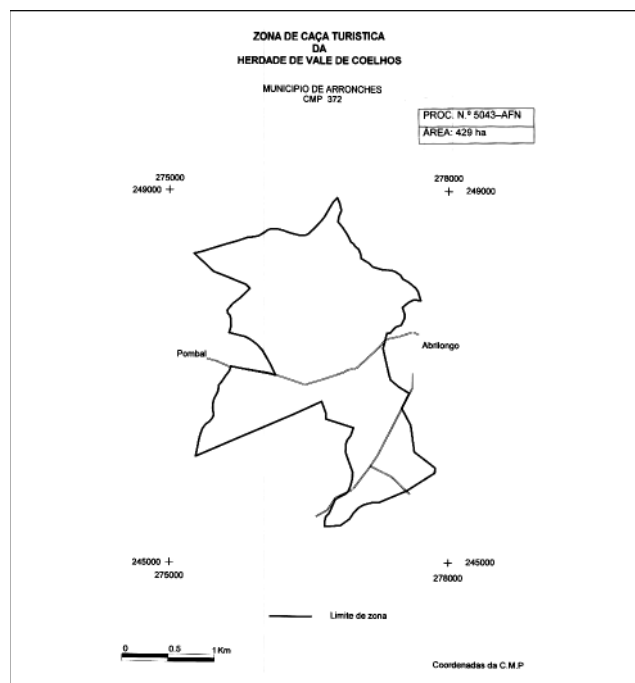 ZONA DE CAÇA TURISTICA
DA
HERDADE DE VALE DE COELHOS
MUNICIPIO DE ARRONCHES
CMP 372
PROC. N.º 5043–AFN
ÁREA: 429 ha
275000
249000
278000
249000
Pombal
Abrilongo
245000
275000
245000
278000
Limite de zona
0 0.5 1 Km
Coordenadas da C.M.P